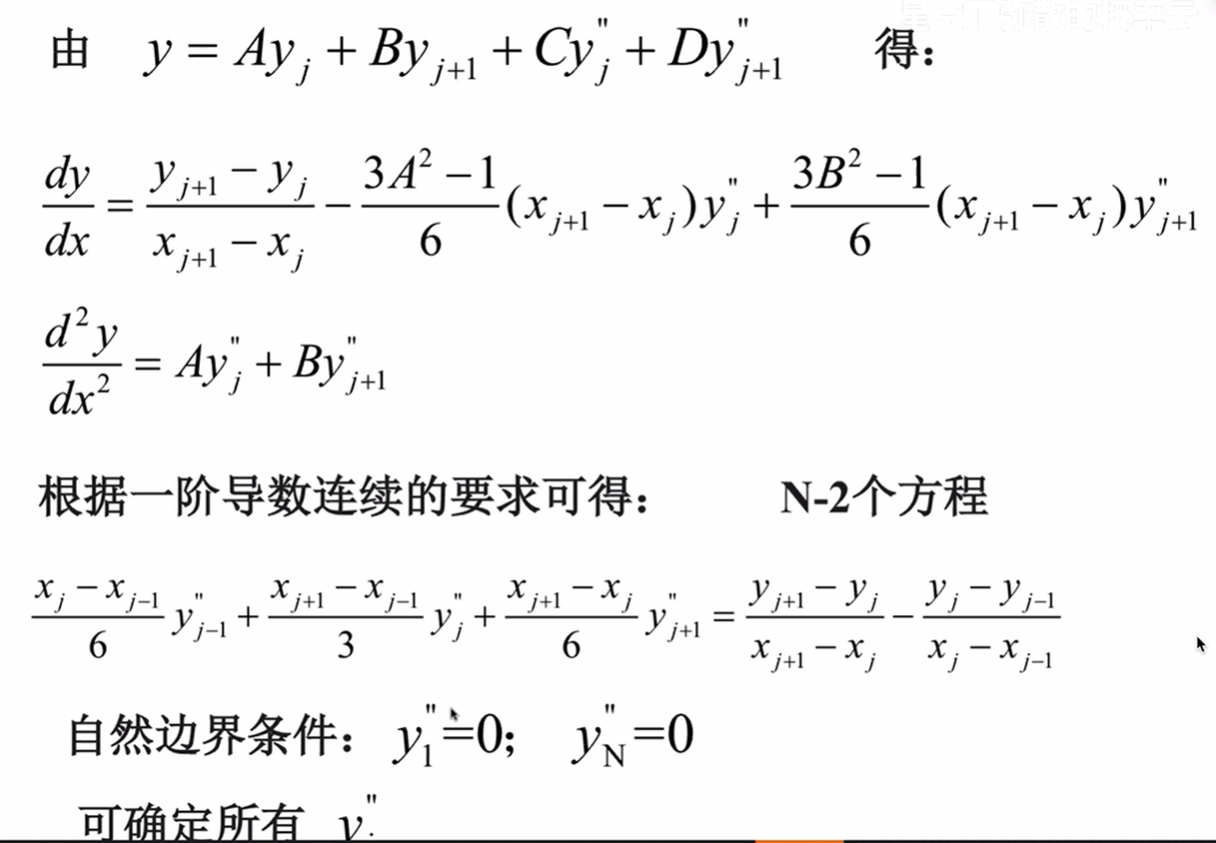 由 y = Ay_j + By_{j+1} + Cy_j^" + Dy_{j+1}^" 得：
\frac{dy}{dx} = \frac{y_{j+1} - y_j}{x_{j+1} - x_j} - \frac{3A^2 - 1}{6}(x_{j+1} - x_j)y_j^" + \frac{3B^2 - 1}{6}(x_{j+1} - x_j)y_{j+1}^"
\frac{d^2y}{dx^2} = Ay_j^" + By_{j+1}^"
根据一阶导数连续的要求可得： N-2个方程
\frac{x_j - x_{j-1}}{6}y_{j-1}^" + \frac{x_{j+1} - x_{j-1}}{3}y_j^" + \frac{x_{j+1} - x_j}{6}y_{j+1}^" = \frac{y_{j+1} - y_j}{x_{j+1} - x_j} - \frac{y_j - y_{j-1}}{x_j - x_{j-1}}
自然边界条件： y_1^"=0； y_N^"=0
可确定所有 y^"